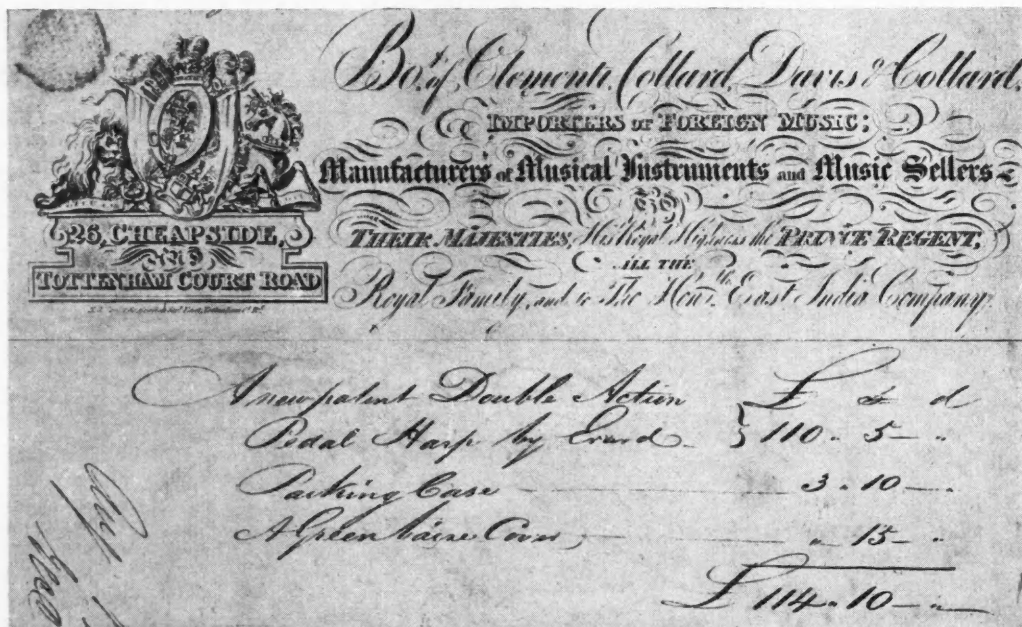 Bo.t of Clementi, Collard, Davis & Collard,
IMPORTERS OF FOREIGN MUSIC;
Manufacturers of Musical Instruments and Music Sellers
TO
THEIR MAJESTIES, His Royal Highness the PRINCE REGENT,
ALL THE
Royal Family, and to The Hon.ble East India Company.
26, CHEAPSIDE,
AND
TOTTENHAM COURT ROAD
A new patent Double Action £ s d
Pedal Harp by Erard } 110 " 5 — "
Packing Case — 3 " 10 — "
A Green baize Cover, — " 15 — "
£ 114 " 10 — "